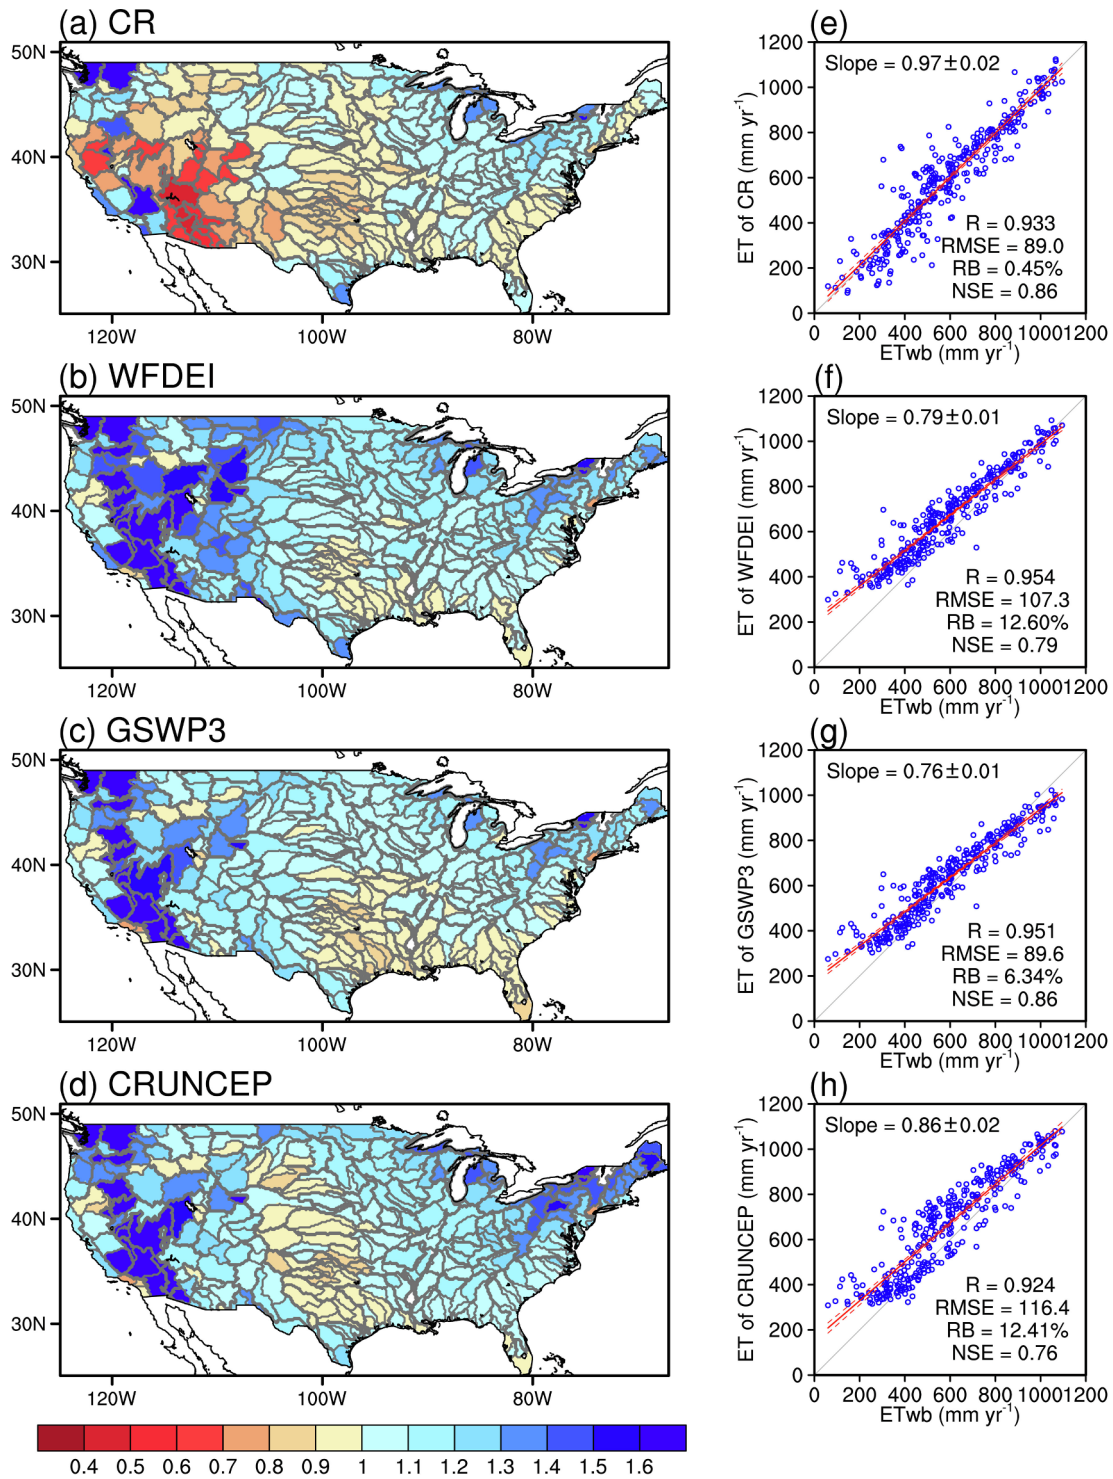 (a) CR
50N
40N
30N
120W 100W 80W
(e)
1200
1000
800
600
400
200
0
0 200 400 600 800 1000 1200
ET of CR (mm yr⁻¹)
ETwb (mm yr⁻¹)
Slope = 0.97±0.02
R = 0.933
RMSE = 89.0
RB = 0.45%
NSE = 0.86
(b) WFDEI
50N
40N
30N
120W 100W 80W
(f)
1200
1000
800
600
400
200
0
0 200 400 600 800 1000 1200
ET of WFDEI (mm yr⁻¹)
ETwb (mm yr⁻¹)
Slope = 0.79±0.01
R = 0.954
RMSE = 107.3
RB = 12.60%
NSE = 0.79
(c) GSWP3
50N
40N
30N
120W 100W 80W
(g)
1200
1000
800
600
400
200
0
0 200 400 600 800 1000 1200
ET of GSWP3 (mm yr⁻¹)
ETwb (mm yr⁻¹)
Slope = 0.76±0.01
R = 0.951
RMSE = 89.6
RB = 6.34%
NSE = 0.86
(d) CRUNCEP
50N
40N
30N
120W 100W 80W
(h)
1200
1000
800
600
400
200
0
0 200 400 600 800 1000 1200
ET of CRUNCEP (mm yr⁻¹)
ETwb (mm yr⁻¹)
Slope = 0.86±0.02
R = 0.924
RMSE = 116.4
RB = 12.41%
NSE = 0.76
0.4 0.5 0.6 0.7 0.8 0.9 1 1.1 1.2 1.3 1.4 1.5 1.6